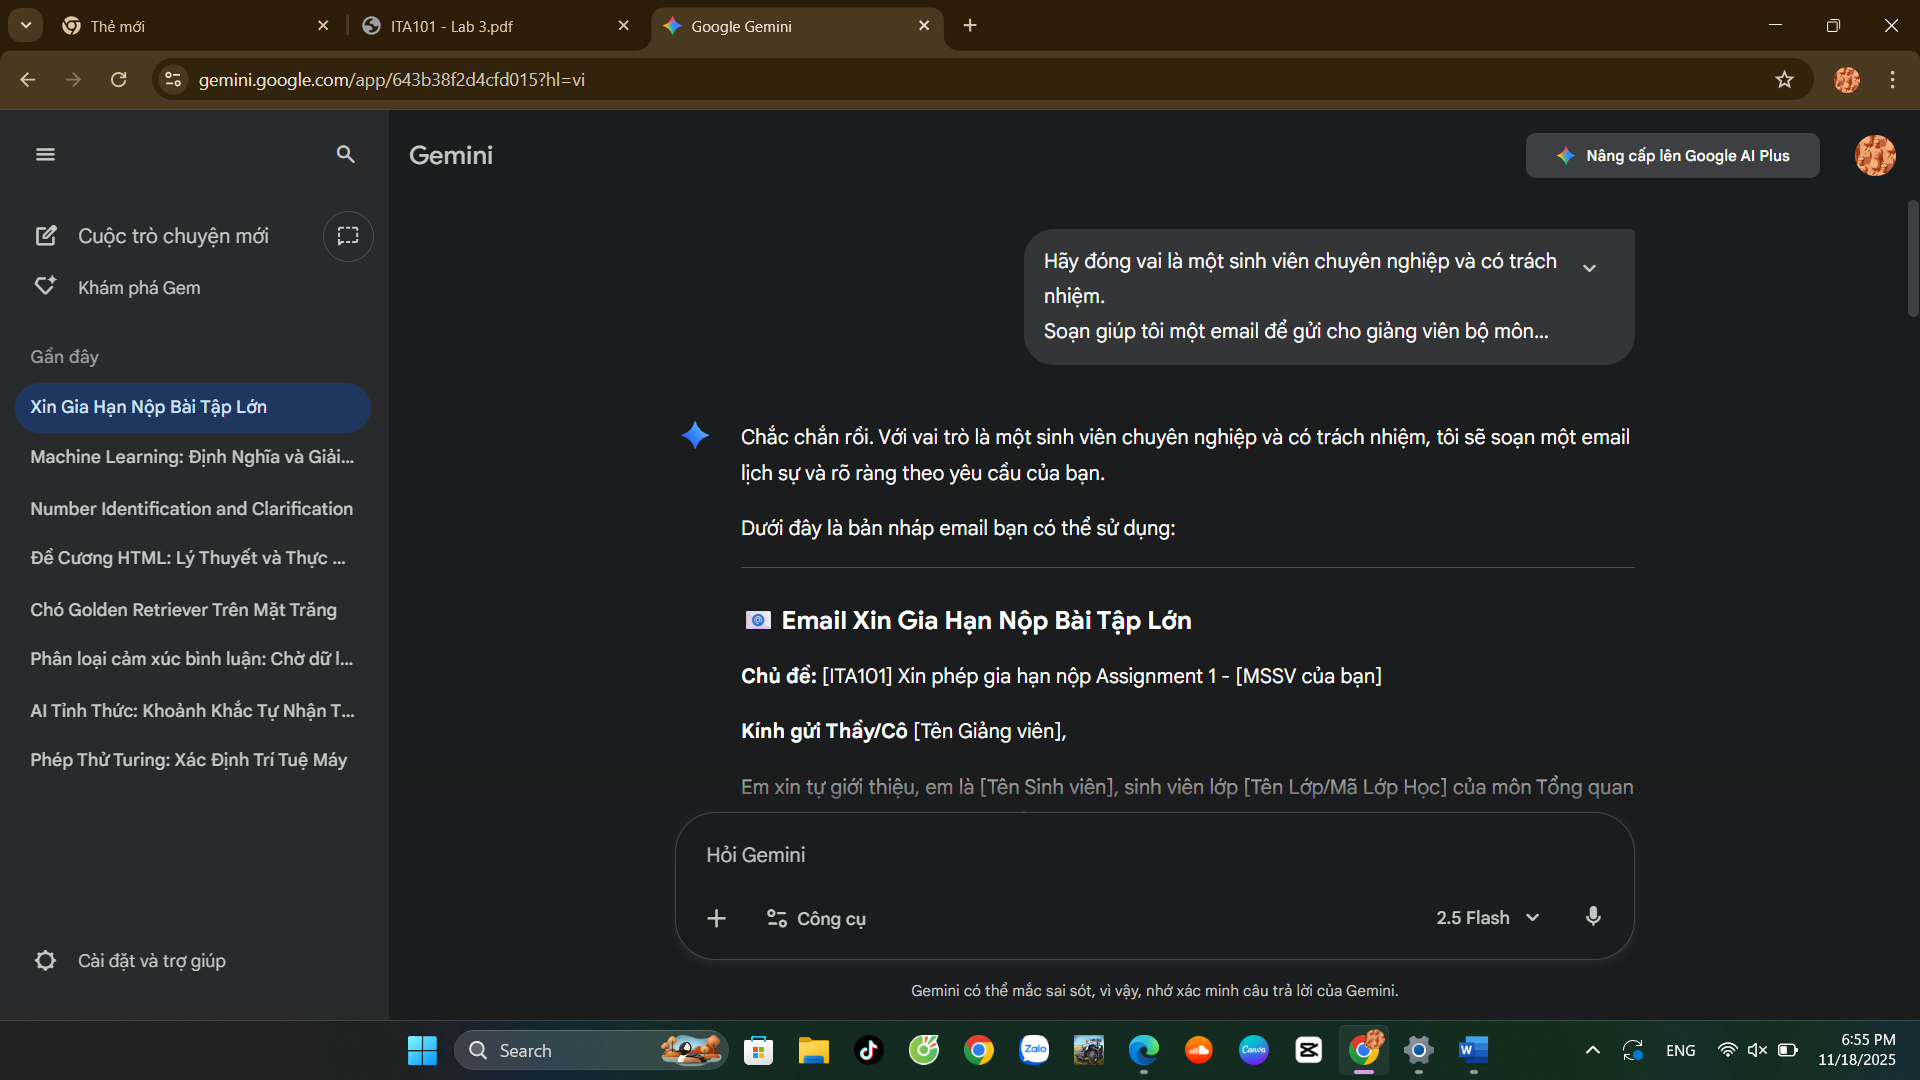 Thẻ mới
ITA101 - Lab 3.pdf
Google Gemini
gemini.google.com/app/643b38f2d4cfd015?hl=vi
Gemini
Nâng cấp lên Google AI Plus
Cuộc trò chuyện mới
Khám phá Gem
Gần đây
Xin Gia Hạn Nộp Bài Tập Lớn
Machine Learning: Định Nghĩa và Giải...
Number Identification and Clarification
Đề Cương HTML: Lý Thuyết và Thực ...
Chó Golden Retriever Trên Mặt Trăng
Phân loại cảm xúc bình luận: Chờ dữ l...
AI Tỉnh Thức: Khoảnh Khắc Tự Nhận T...
Phép Thử Turing: Xác Định Trí Tuệ Máy
Cài đặt và trợ giúp
Hãy đóng vai là một sinh viên chuyên nghiệp và có trách
nhiệm.
Soạn giúp tôi một email để gửi cho giảng viên bộ môn...
Chắc chắn rồi. Với vai trò là một sinh viên chuyên nghiệp và có trách nhiệm, tôi sẽ soạn một email
lịch sự và rõ ràng theo yêu cầu của bạn.
Dưới đây là bản nháp email bạn có thể sử dụng:
Email Xin Gia Hạn Nộp Bài Tập Lớn
Chủ đề: [ITA101] Xin phép gia hạn nộp Assignment 1 - [MSSV của bạn]
Kính gửi Thầy/Cô [Tên Giảng viên],
Em xin tự giới thiệu, em là [Tên Sinh viên], sinh viên lớp [Tên Lớp/Mã Lớp Học] của môn Tổng quan
Hỏi Gemini
Công cụ
2.5 Flash
Gemini có thể mắc sai sót, vì vậy, nhớ xác minh câu trả lời của Gemini.
Search
Zalo
Canva
W
ENG
6:55 PM
11/18/2025